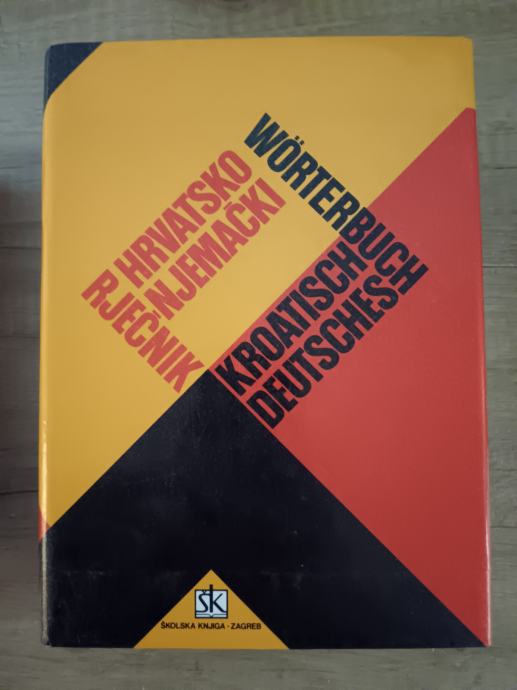 HRVATSKO
-NJEMAČKI
RJEČNIK
WÖRTERBUCH
KROATISCH
DEUTSCHES
ŠK
ŠKOLSKA KNJIGA · ZAGREB